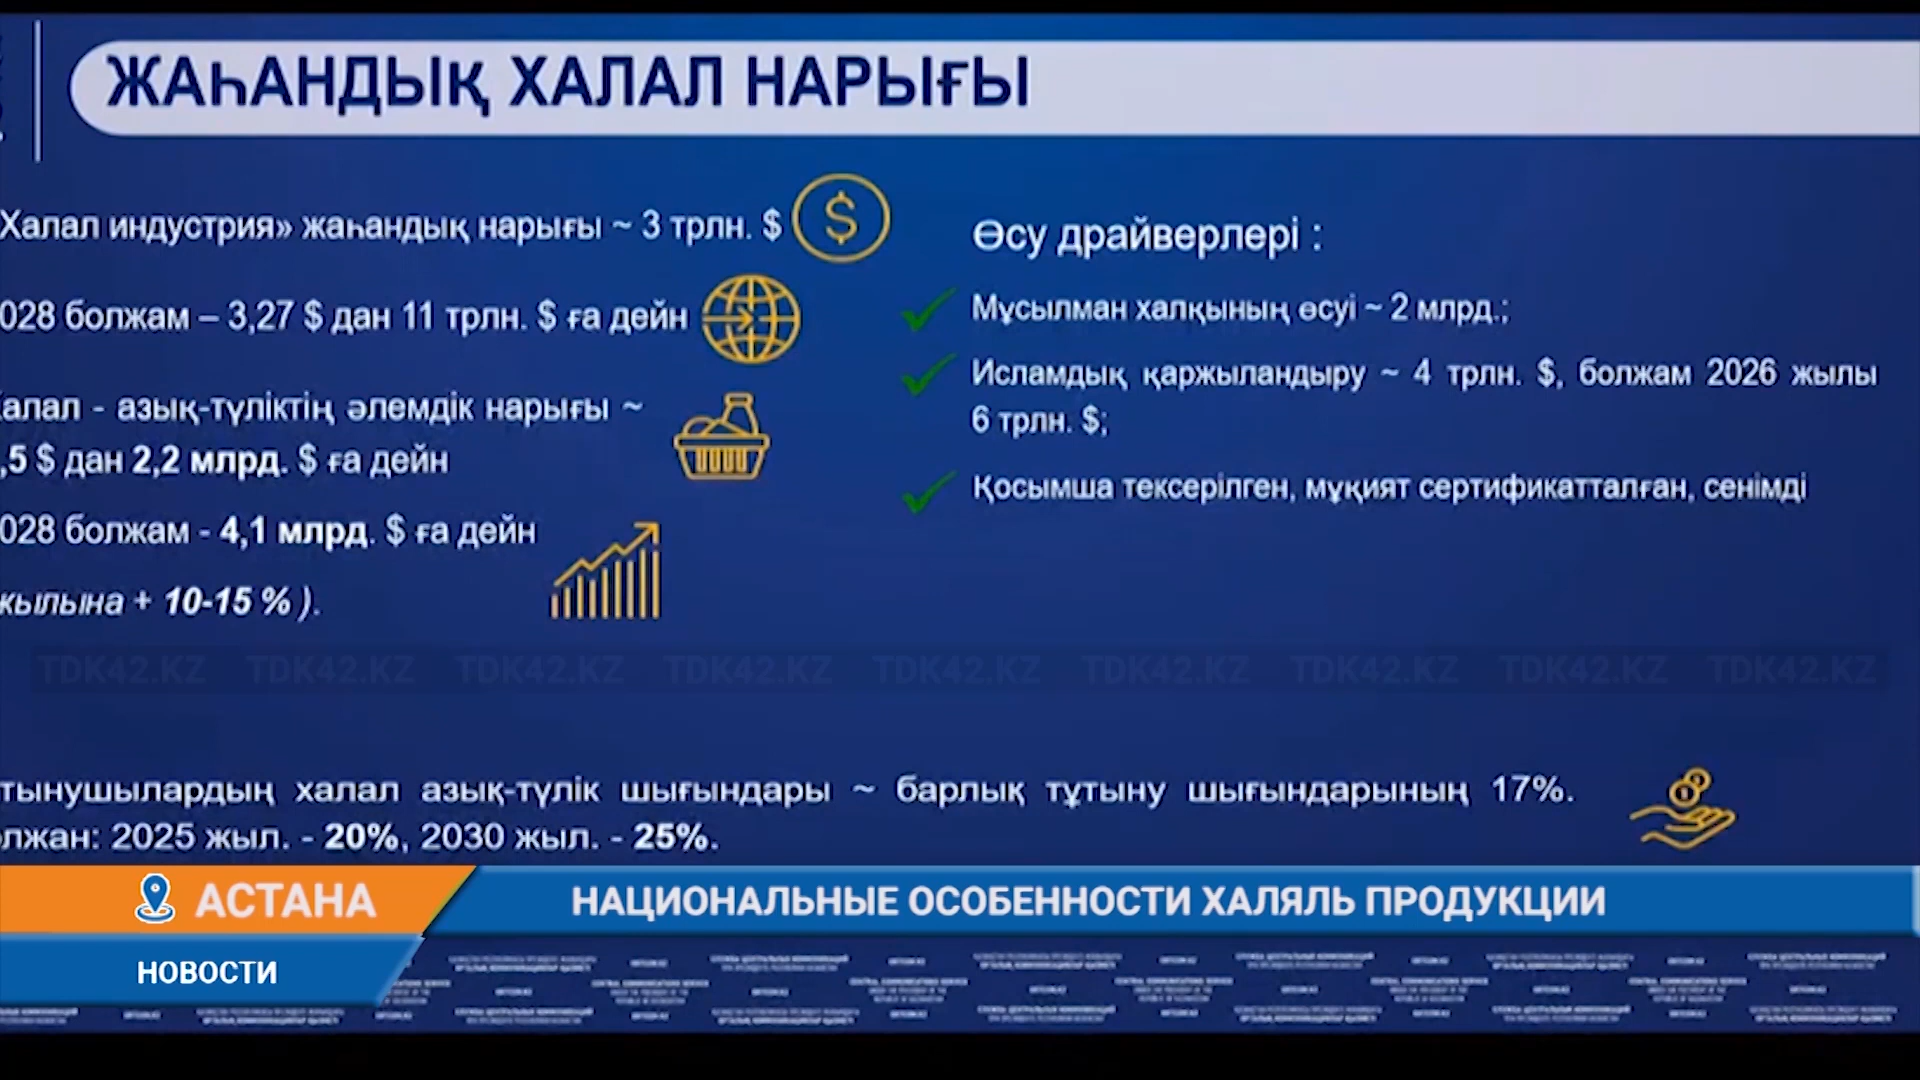 ЖАҺАНДЫҚ ХАЛАЛ НАРЫҒЫ
Халал индустрия» жаһандық нарығы ~ 3 трлн. $
028 болжам – 3,27 $ дан 11 трлн. $ ға дейн
алал - азық-түліктің әлемдік нарығы ~
,5 $ дан 2,2 млрд. $ ға дейн
028 болжам - 4,1 млрд. $ ға дейн
жылына + 10-15 % ).
Өсу драйверлері :
Мұсылман халқының өсуі ~ 2 млрд.;
Исламдық қаржыландыру ~ 4 трлн. $, болжам 2026 жылы
6 трлн. $;
Қосымша тексерілген, мұқият сертификатталған, сенімді
TDK42.KZ TDK42.KZ TDK42.KZ TDK42.KZ TDK42.KZ TDK42.KZ TDK42.KZ TDK42.KZ TDK42.KZ
тынушылардың халал азық-түлік шығындары ~ барлық тұтыну шығындарының 17%.
олжан: 2025 жыл. - 20%, 2030 жыл. - 25%.
АСТАНА
НАЦИОНАЛЬНЫЕ ОСОБЕННОСТИ ХАЛЯЛЬ ПРОДУКЦИИ
НОВОСТИ